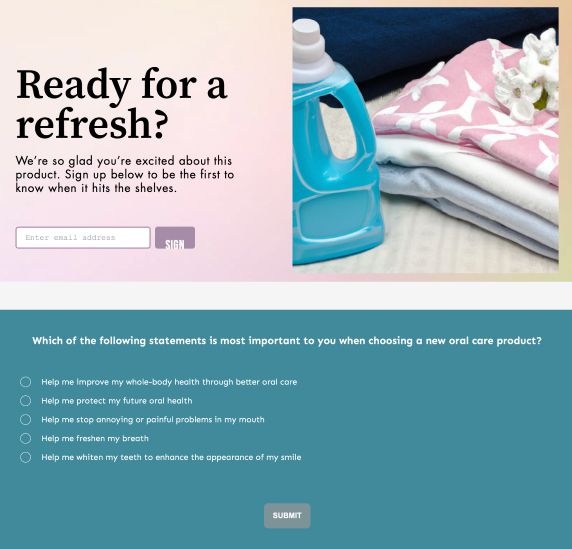 Ready for a
refresh?
We're so glad you're excited about this
product. Sign up below to be the first to
know when it hits the shelves.
Enter email address
SIGN
Which of the following statements is most important to you when choosing a new oral care product?
Help me improve my whole-body health through better oral care
Help me protect my future oral health
Help me stop annoying or painful problems in my mouth
Help me freshen my breath
Help me whiten my teeth to enhance the appearance of my smile
SUBMIT